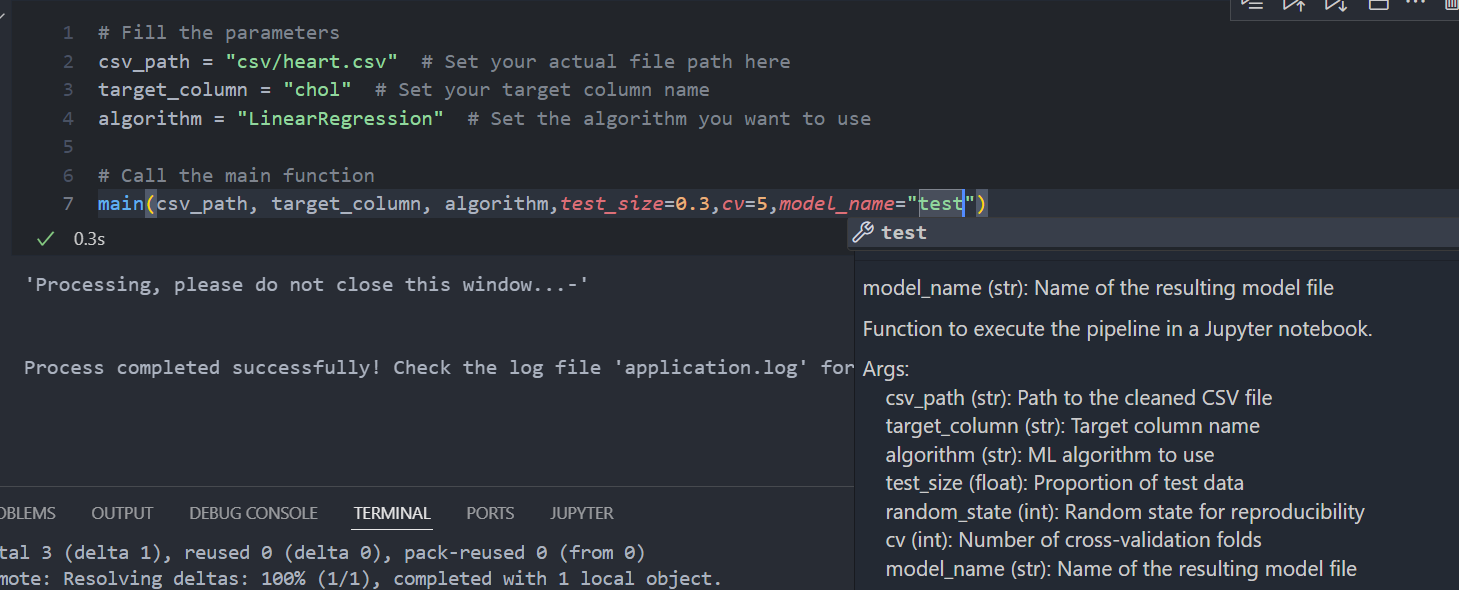 1 # Fill the parameters
2 csv_path = "csv/heart.csv"  # Set your actual file path here
3 target_column = "chol"  # Set your target column name
4 algorithm = "LinearRegression"  # Set the algorithm you want to use
5
6 # Call the main function
7 main(csv_path, target_column, algorithm,test_size=0.3,cv=5,model_name="test")
0.3s
test
'Processing, please do not close this window...-'
Process completed successfully! Check the log file 'application.log' for
model_name (str): Name of the resulting model file
Function to execute the pipeline in a Jupyter notebook.
Args:
csv_path (str): Path to the cleaned CSV file
target_column (str): Target column name
algorithm (str): ML algorithm to use
test_size (float): Proportion of test data
random_state (int): Random state for reproducibility
cv (int): Number of cross-validation folds
model_name (str): Name of the resulting model file
OBLEMS OUTPUT DEBUG CONSOLE TERMINAL PORTS JUPYTER
tal 3 (delta 1), reused 0 (delta 0), pack-reused 0 (from 0)
mote: Resolving deltas: 100% (1/1), completed with 1 local object.